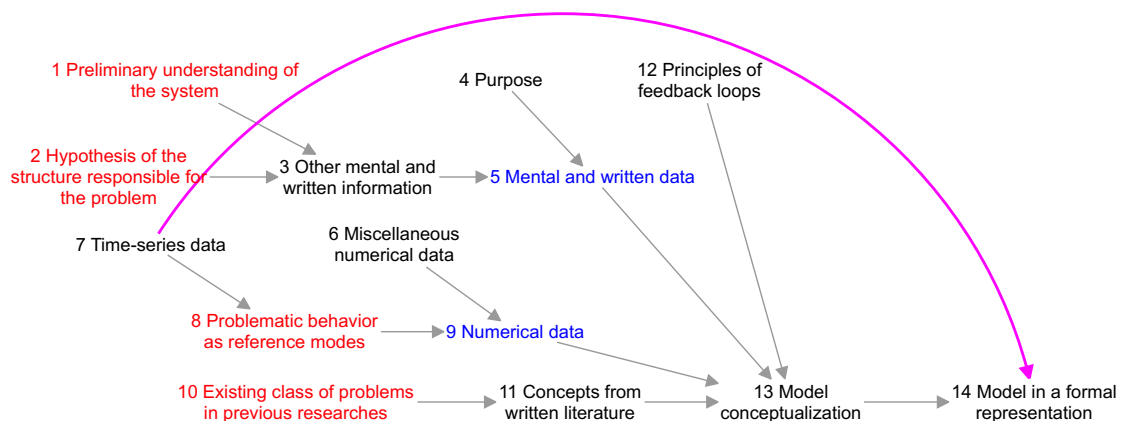 1 Preliminary understanding of
the system
4 Purpose
12 Principles of
feedback loops
2 Hypothesis of the
structure responsible for
the problem
3 Other mental and
written information
5 Mental and written data
7 Time-series data
6 Miscellaneous
numerical data
8 Problematic behavior
as reference modes
9 Numerical data
10 Existing class of problems
in previous researches
11 Concepts from
written literature
13 Model
conceptualization
14 Model in a formal
representation